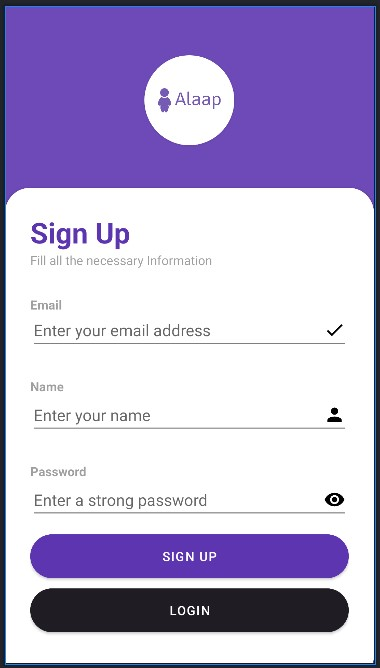 Alaap
Sign Up
Fill all the necessary Information
Email
Enter your email address
Name
Enter your name
Password
Enter a strong password
SIGN UP
LOGIN